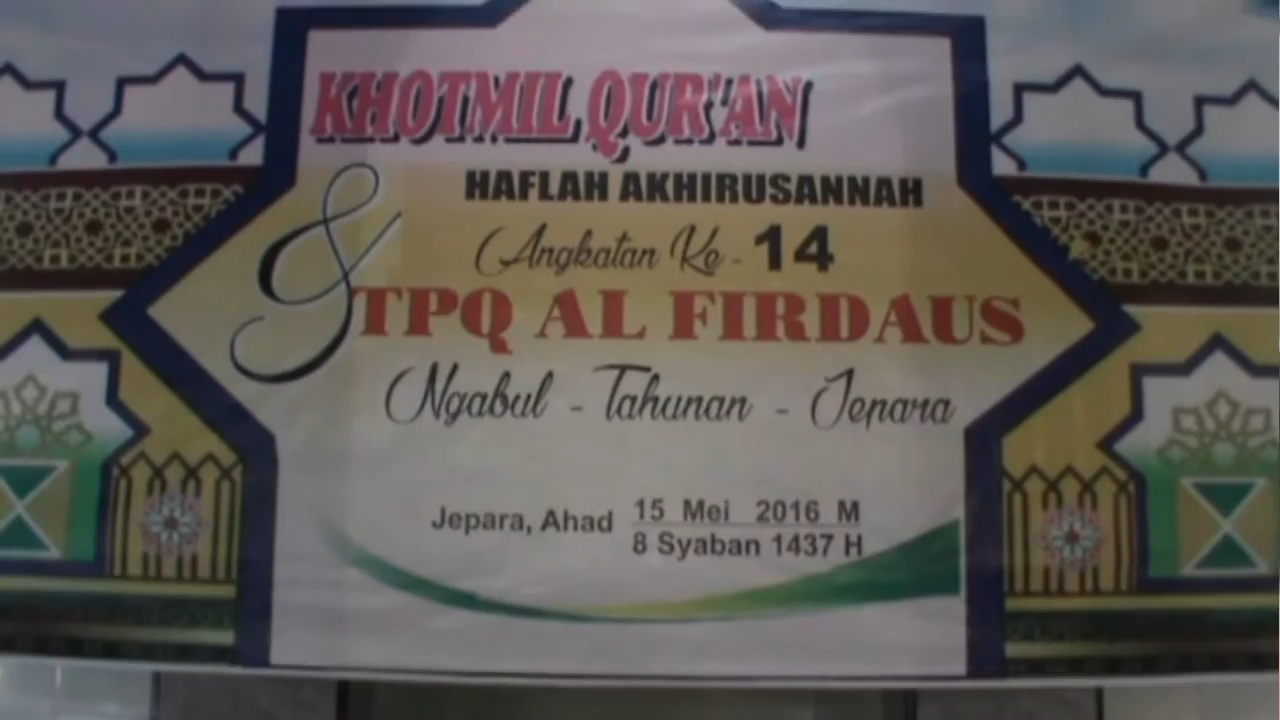 KHOTMIL QUR'AN
& HAFLAH AKHIRUSANNAH
Angkatan Ke - 14
TPQ AL FIRDAUS
Ngabul - Tahunan - Jepara
Jepara, Ahad 15 Mei 2016 M
8 Syaban 1437 H